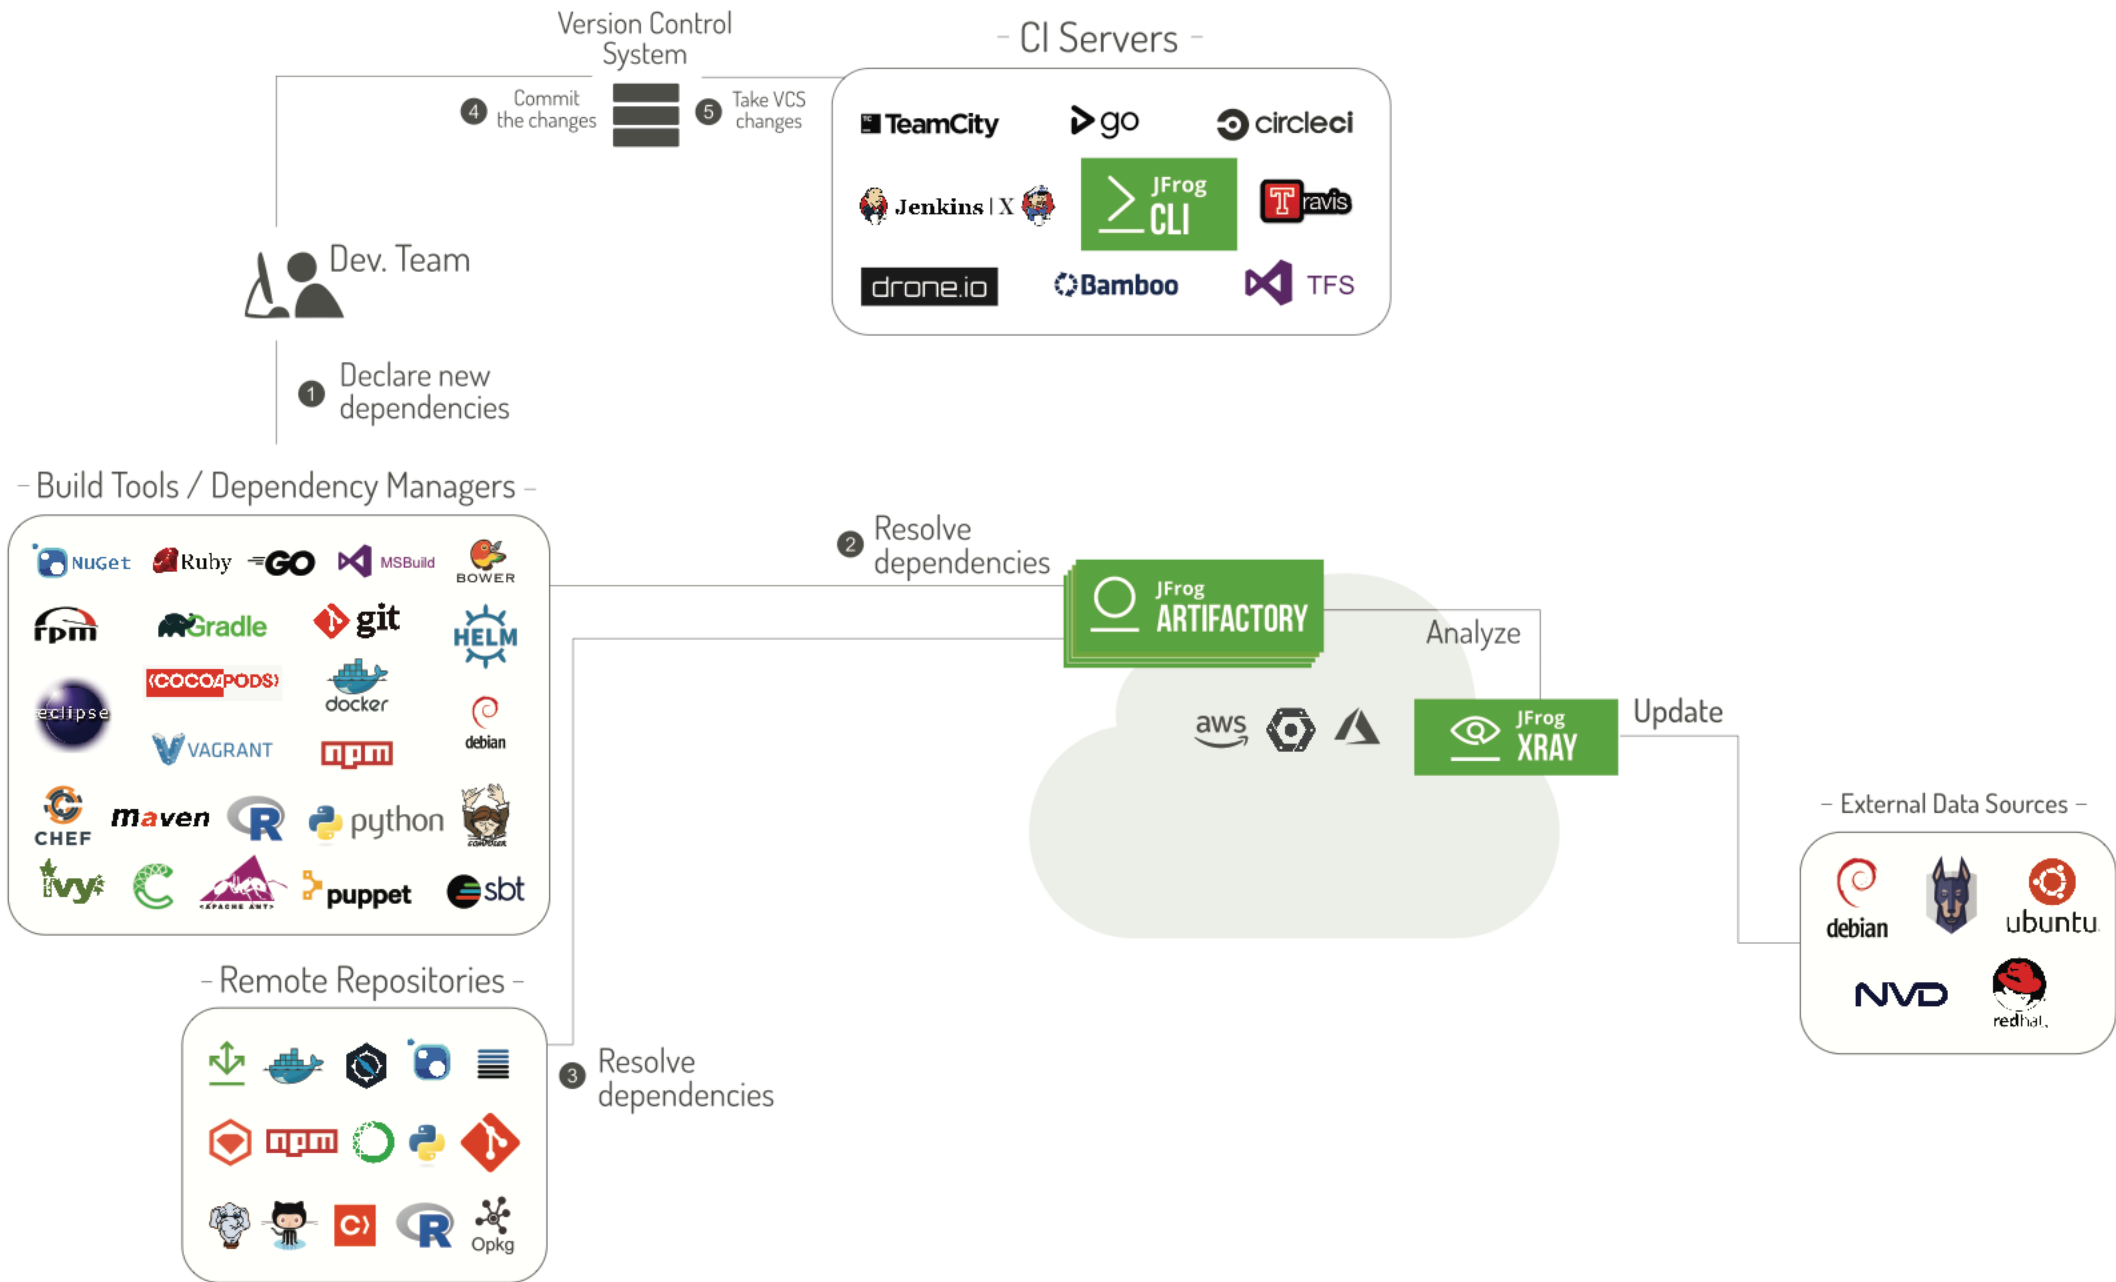 Version Control
System
– CI Servers –
4 Commit
the changes
5 Take VCS
changes
TeamCity
go
circleci
Jenkins | X
JFrog
CLI
Travis
drone.io
Bamboo
TFS
Dev. Team
1 Declare new
dependencies
– Build Tools / Dependency Managers –
NuGet
Ruby
GO
MSBuild
BOWER
rpm
Gradle
git
HELM
eclipse
COCOAPODS
docker
debian
VAGRANT
npm
CHEF
maven
R
python
COMPOSER
ivy
C
<APACHE ANT>
puppet
sbt
2 Resolve
dependencies
JFrog
ARTIFACTORY
Analyze
aws
JFrog
XRAY
Update
– External Data Sources –
debian
ubuntu
NVD
redhat
– Remote Repositories –
3 Resolve
dependencies
npm
C
R
Opkg